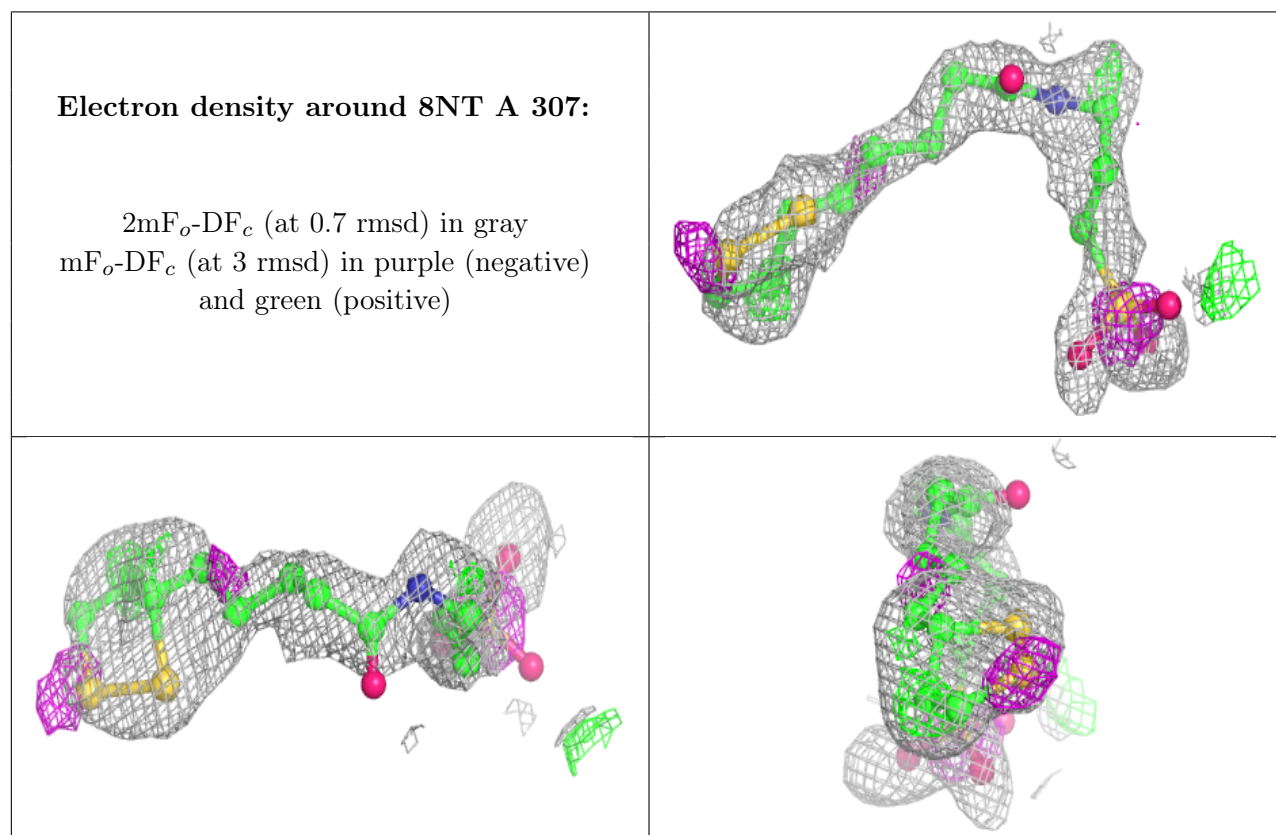 Electron density around 8NT A 307:
2mFo-DFc (at 0.7 rmsd) in gray
mFo-DFc (at 3 rmsd) in purple (negative)
and green (positive)